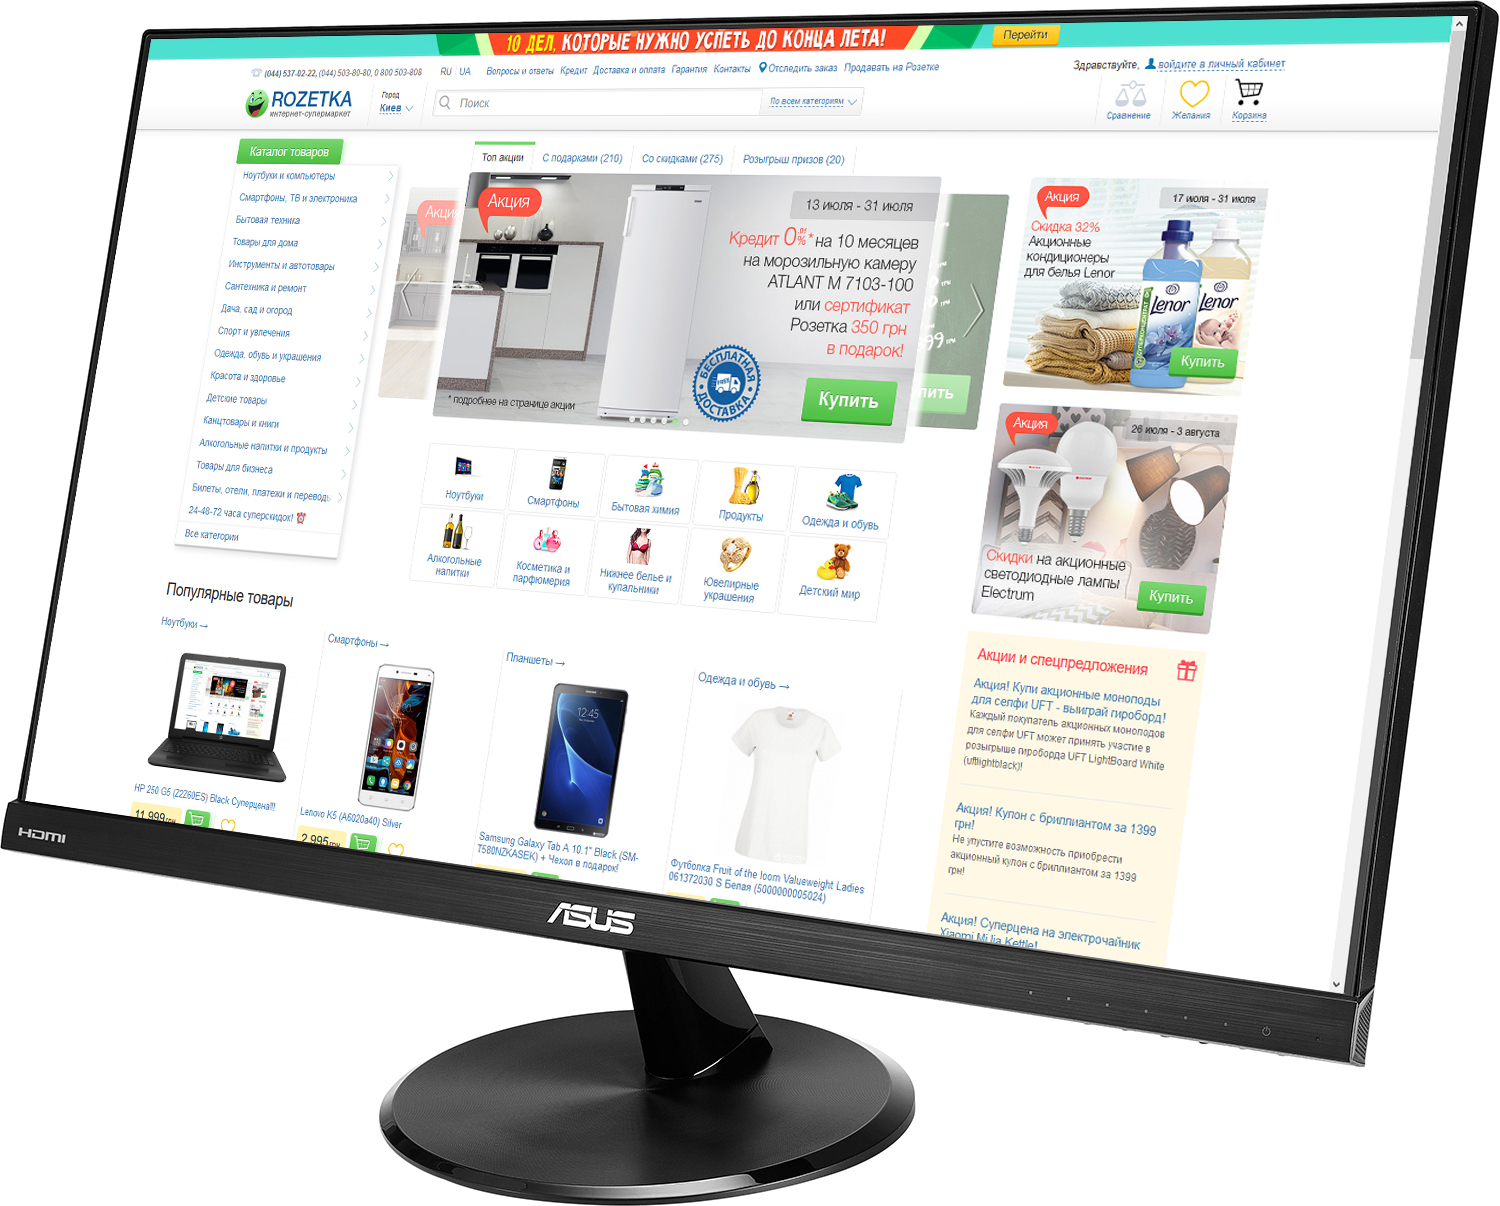 10 ДЕЛ, КОТОРЫЕ НУЖНО УСПЕТЬ ДО КОНЦА ЛЕТА!
Перейти
(044) 537-02-22, (044) 503-80-80, 0 800 503-808
RU UA
Вопросы и ответы Кредит Доставка и оплата Гарантия Контакты Отследить заказ Продавать на Rозетке
Здравствуйте, войдите в личный кабинет
ROZETKA
интернет-супермаркет
Город
Киев
Поиск
По всем категориям
Сравнение
Желания
Корзина
Каталог товаров
Ноутбуки и компьютеры
Смартфоны, ТВ и электроника
Бытовая техника
Товары для дома
Инструменты и автотовары
Сантехника и ремонт
Дача, сад и огород
Спорт и увлечения
Одежда, обувь и украшения
Красота и здоровье
Детские товары
Канцтовары и книги
Алкогольные напитки и продукты
Товары для бизнеса
Билеты, отели, платежи и переводы
24-48-72 часа суперскидок!
Все категории
Топ акции
С подарками (210)
Со скидками (275)
Розыгрыш призов (20)
Акция
Акция
13 июля - 31 июля
Кредит 0,01%* на 10 месяцев
на морозильную камеру
ATLANT М 7103-100
или сертификат
Розетка 350 грн
в подарок!
БЕСПЛАТНАЯ
FREE
ДОСТАВКА
* подробнее на странице акции
Купить
Акция
17 июля - 31 июля
Скидка 32%
Акционные
кондиционеры
для белья Lenor
Lenor
Lenor
Купить
Акция
26 июля - 3 августа
Скидки на акционные
светодиодные лампы
Electrum
Купить
Ноутбуки
Смартфоны
Бытовая химия
Продукты
Одежда и обувь
Алкогольные
напитки
Косметика и
парфюмерия
Нижнее белье и
купальники
Ювелирные
украшения
Детский мир
Популярные товары
Ноутбуки →
Смартфоны →
Планшеты →
Одежда и обувь →
12:45
HP 250 G5 (Z2Z60ES) Black Суперцена!!!
11 999 грн
Lenovo K5 (A6020a40) Silver
2 995 грн
Samsung Galaxy Tab A 10.1" Black (SM-
T580NZKASEK) + Чехол в подарок!
Футболка Fruit of the loom Valueweight Ladies
061372030 S Белая (5000000005024)
Акции и спецпредложения
Акция! Купи акционные моноподы
для селфи UFT - выиграй гироборд!
Каждый покупатель акционных моноподов
для селфи UFT может принять участие в
розыгрыше гироборда UFT LightBoard White
(uftlightblack)!
Акция! Кулон с бриллиантом за 1399
грн!
Не упустите возможность приобрести
акционный кулон с бриллиантом за 1399
грн!
Акция! Суперцена на электрочайник
Xiaomi MiJia Kettle!
HDMI
ASUS